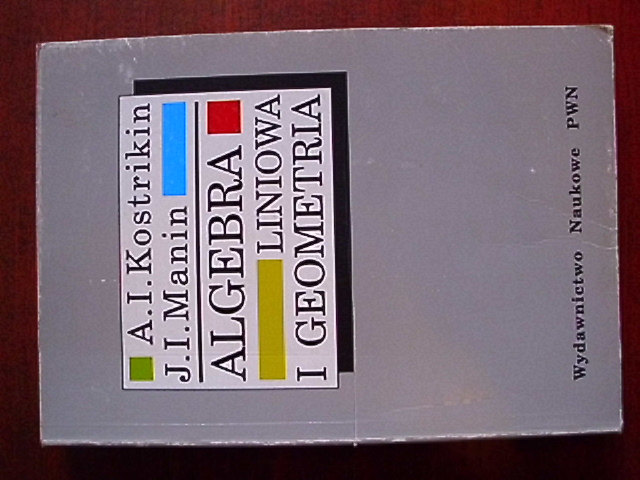 A.I.Kostrikin
J.I.Manin
ALGEBRA
LINIOWA
I GEOMETRIA
Wydawnictwo Naukowe PWN